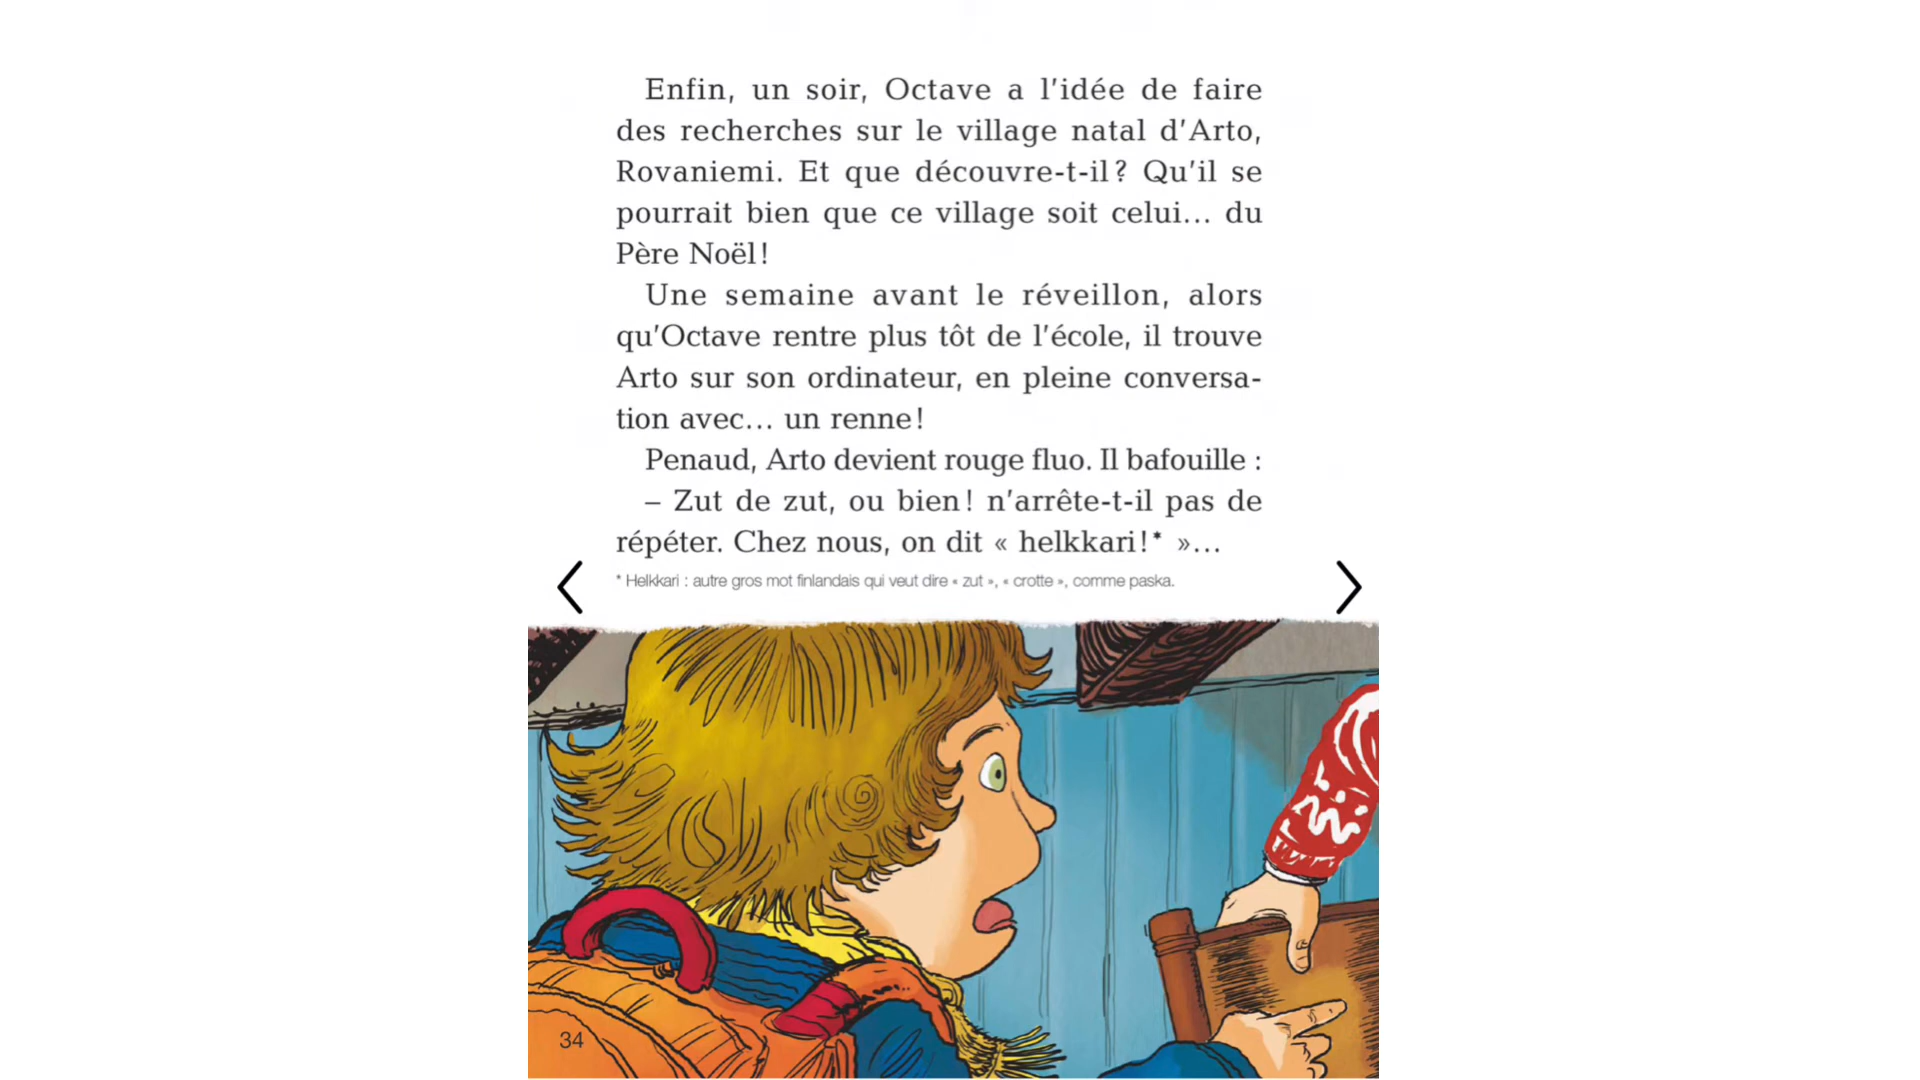 Enfin, un soir, Octave a l’idée de faire
des recherches sur le village natal d’Arto,
Rovaniemi. Et que découvre-t-il ? Qu’il se
pourrait bien que ce village soit celui… du
Père Noël !
Une semaine avant le réveillon, alors
qu’Octave rentre plus tôt de l’école, il trouve
Arto sur son ordinateur, en pleine conversa-
tion avec… un renne !
Penaud, Arto devient rouge fluo. Il bafouille :
– Zut de zut, ou bien ! n’arrête-t-il pas de
répéter. Chez nous, on dit « helkkari !* »…
* Helkkari : autre gros mot finlandais qui veut dire « zut », « crotte », comme paska.
34